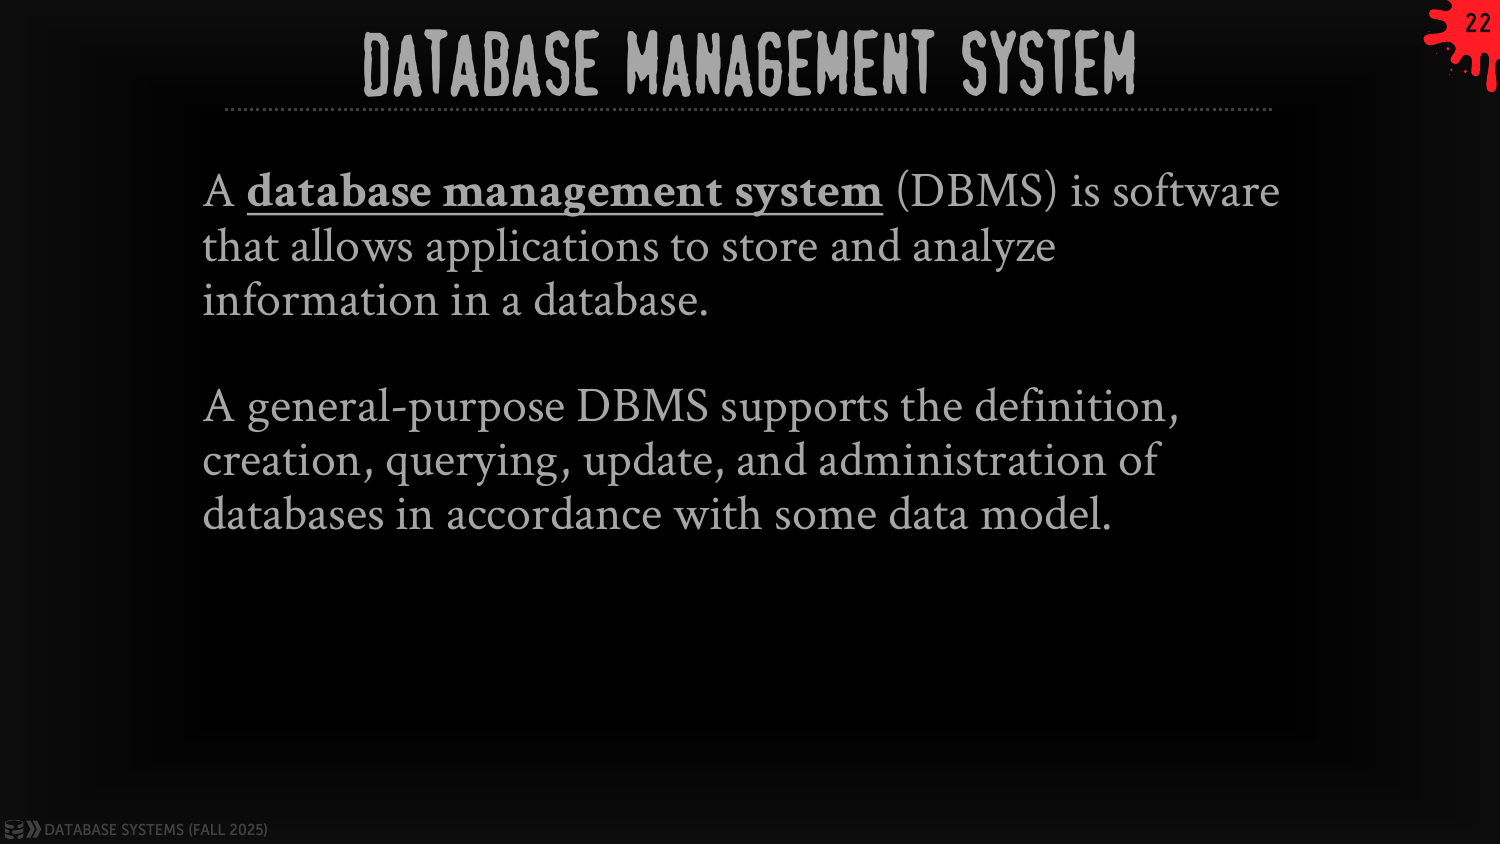 22
DATABASE MANAGEMENT SYSTEM
A database management system (DBMS) is software
that allows applications to store and analyze
information in a database.
A general-purpose DBMS supports the definition,
creation, querying, update, and administration of
databases in accordance with some data model.
DATABASE SYSTEMS (FALL 2025)